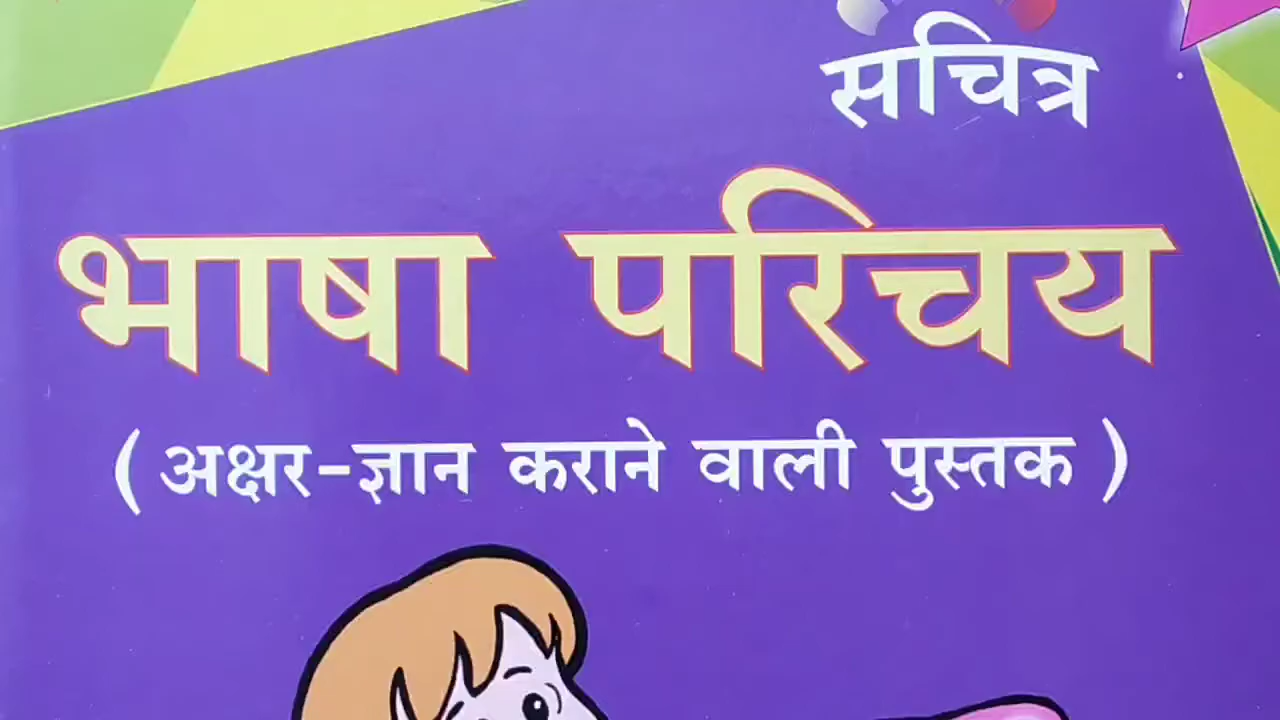 सचित्र
भाषा परिचय
( अक्षर-ज्ञान कराने वाली पुस्तक )